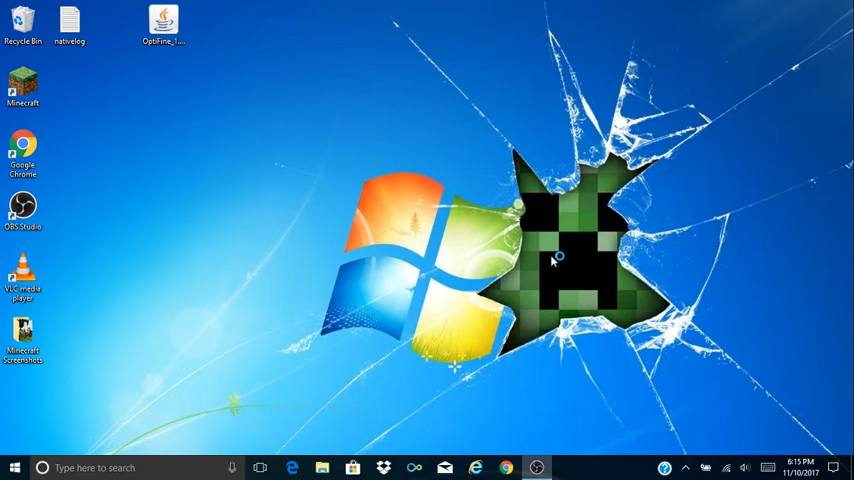 Recycle Bin
nativelog
OptiFine_1....
Minecraft
Google
Chrome
OBS Studio
VLC media
player
Minecraft
Screenshots
Type here to search
6:15 PM
11/10/2017